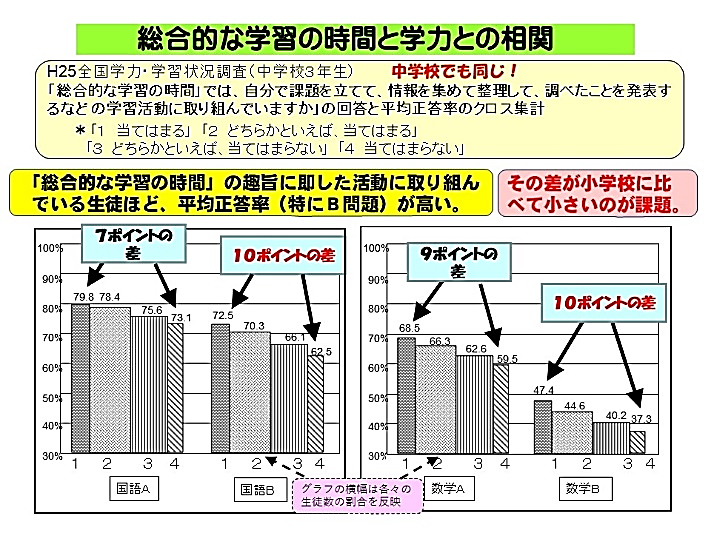 総合的な学習の時間と学力との相関
H25全国学力・学習状況調査（中学校３年生） 中学校でも同じ！
「総合的な学習の時間」では、自分で課題を立てて、情報を集めて整理して、調べたことを発表す
るなどの学習活動に取り組んでいますか」の回答と平均正答率のクロス集計
＊「１ 当てはまる」「２ どちらかといえば、当てはまる」
「３ どちらかといえば、当てはまらない」「４ 当てはまらない」
「総合的な学習の時間」の趣旨に即した活動に取り組ん
でいる生徒ほど、平均正答率（特にＢ問題）が高い。
その差が小学校に比
べて小さいのが課題。
7ポイントの
差
10ポイントの差
100%
90%
80%
70%
60%
50%
40%
30%
79.8 78.4 75.6 73.1
72.5 70.3 66.1 62.5
1 2 3 4 1 2 3 4
国語A 国語B
9ポイントの
差
10ポイントの差
100%
90%
80%
70%
60%
50%
40%
30%
68.5 66.3 62.6 59.5
47.4 44.6 40.2 37.3
1 2 3 4 1 2 3 4
数学A 数学B
グラフの横幅は各々の
生徒数の割合を反映